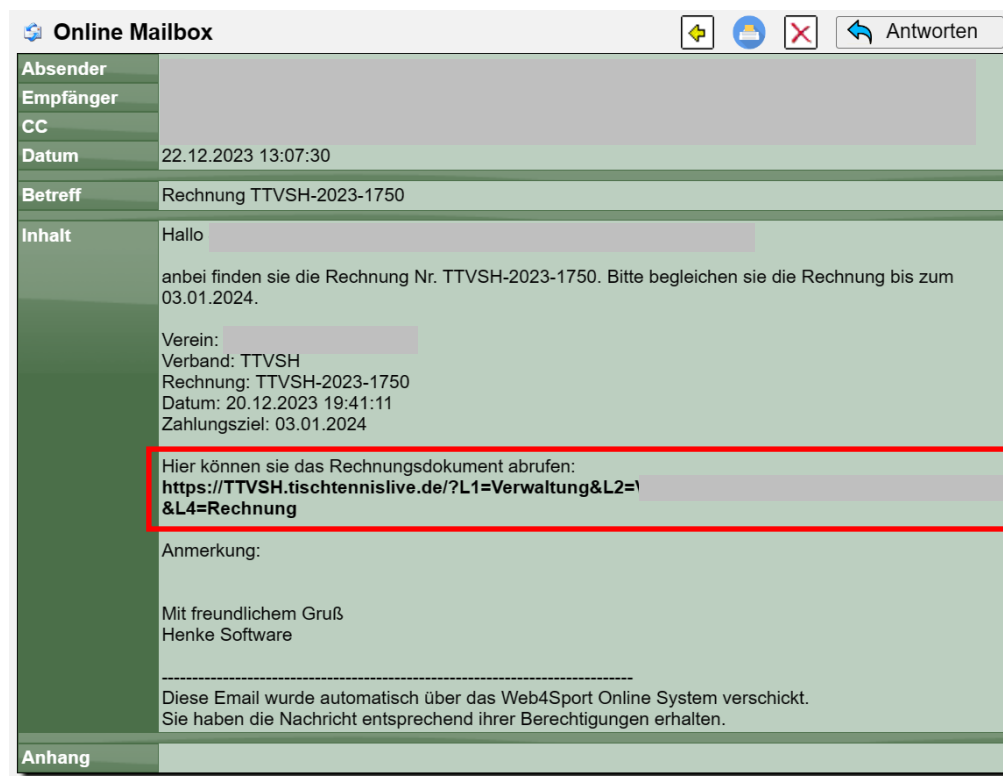 Online Mailbox
Antworten
Absender
Empfänger
CC
Datum 22.12.2023 13:07:30
Betreff Rechnung TTVSH-2023-1750
Inhalt Hallo
anbei finden sie die Rechnung Nr. TTVSH-2023-1750. Bitte begleichen sie die Rechnung bis zum
03.01.2024.
Verein:
Verband: TTVSH
Rechnung: TTVSH-2023-1750
Datum: 20.12.2023 19:41:11
Zahlungsziel: 03.01.2024
Hier können sie das Rechnungsdokument abrufen:
https://TTVSH.tischtennislive.de/?L1=Verwaltung&L2=
&L4=Rechnung
Anmerkung:
Mit freundlichem Gruß
Henke Software
------------------------------------------------------------------------------
Diese Email wurde automatisch über das Web4Sport Online System verschickt.
Sie haben die Nachricht entsprechend ihrer Berechtigungen erhalten.
Anhang